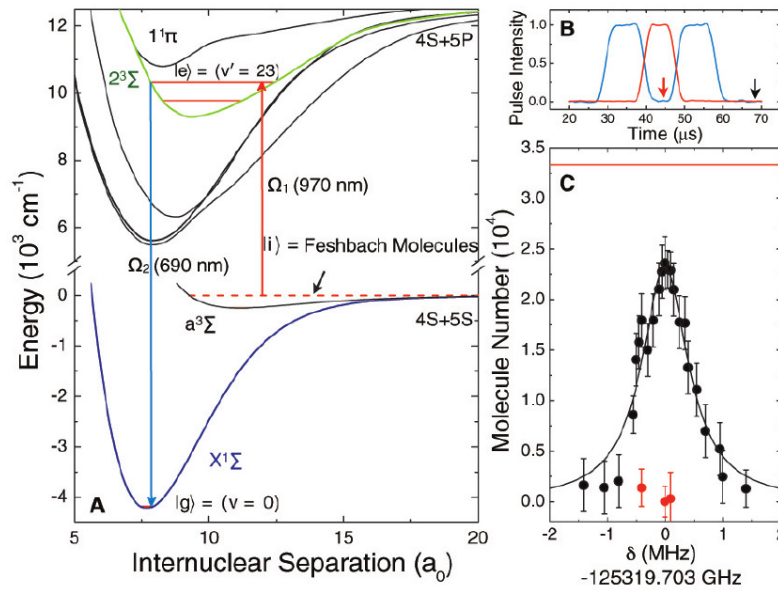 12
10
8
6
0
-1
-2
-3
-4
Energy (10³ cm⁻¹)
1¹π
4S+5P
2³Σ
|e⟩ = (v' = 23)
Ω₁ (970 nm)
Ω₂ (690 nm)
|i⟩ = Feshbach Molecules
a³Σ
4S+5S
X¹Σ
A
|g⟩ = (v = 0)
5
10
15
20
Internuclear Separation (a₀)
B
Pulse Intensity
1.0
0.5
0.0
20
30
40
50
60
70
Time (μs)
C
Molecule Number (10⁴)
3.5
3.0
2.5
2.0
1.5
1.0
0.5
0.0
-2
-1
0
1
2
δ (MHz)
-125319.703 GHz